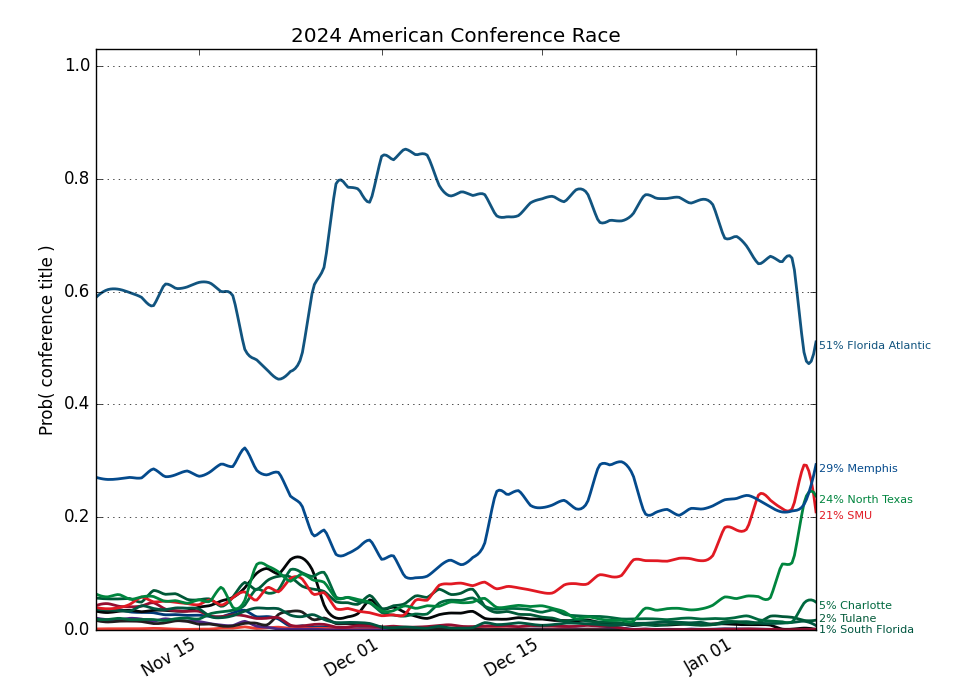 2024 American Conference Race
Prob( conference title )
1.0
0.8
0.6
0.4
0.2
0.0
51% Florida Atlantic
29% Memphis
24% North Texas
21% SMU
5% Charlotte
2% Tulane
1% South Florida
Nov 15
Dec 01
Dec 15
Jan 01